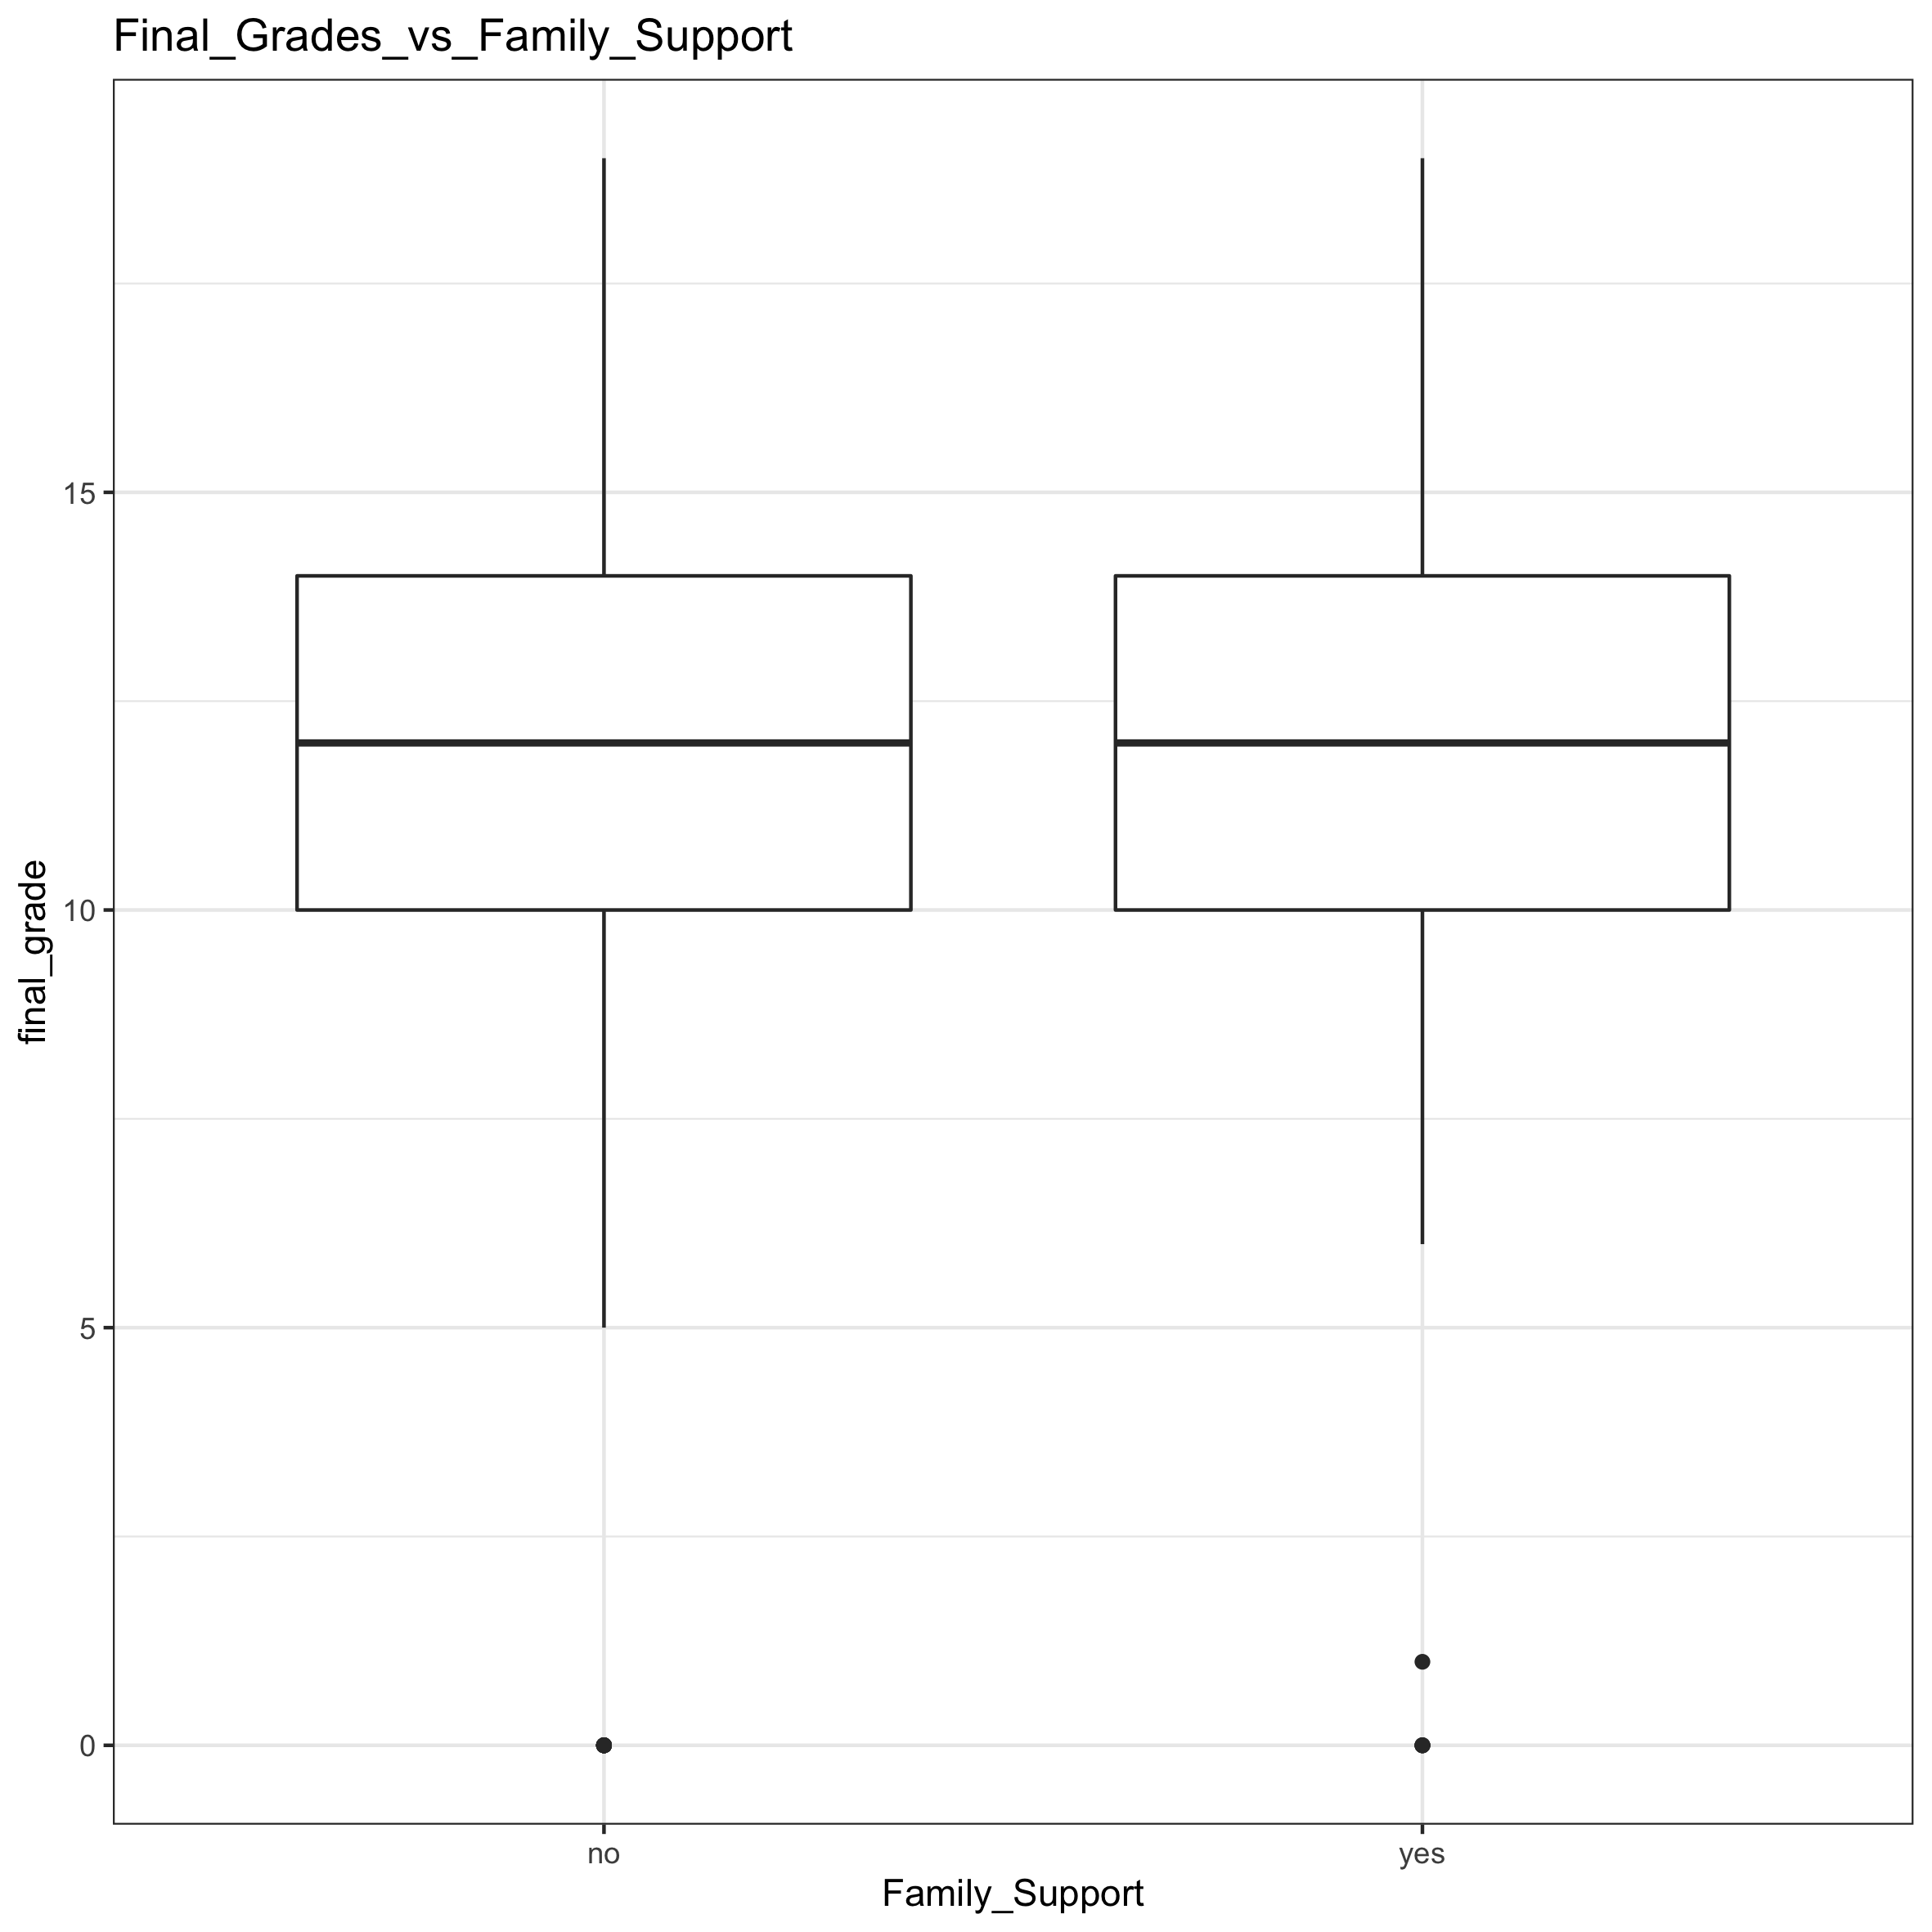 Final_Grades_vs_Family_Support
final_grade
15
10
5
0
no
yes
Family_Support